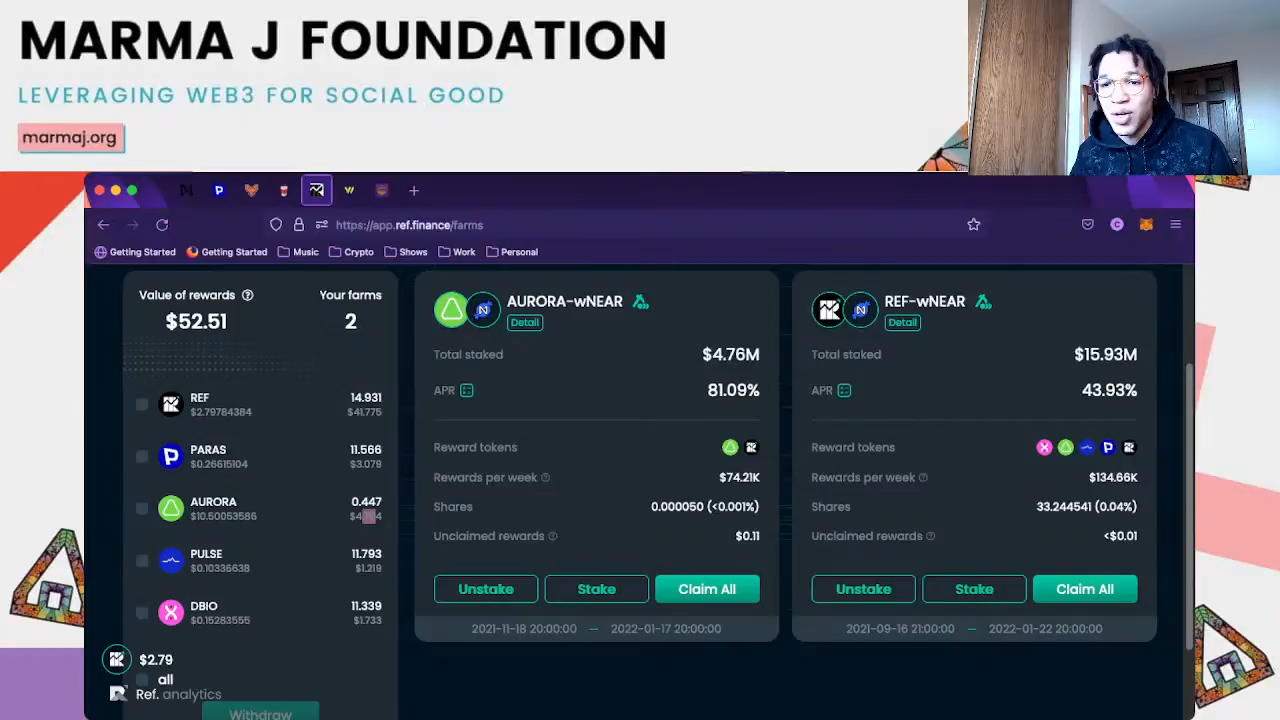 MARMA J FOUNDATION
LEVERAGING WEB3 FOR SOCIAL GOOD
marmaj.org
https://app.ref.finance/farms
Getting Started
Getting Started
Music
Crypto
Shows
Work
Personal
Value of rewards
Your farms
$52.51
2
REF
14.931
$2.79784384
$41.775
PARAS
11.566
$0.26615104
$3.079
AURORA
0.447
$10.50053586
PULSE
11.793
$0.10336638
$1.219
DBIO
11.339
$0.15283555
$1.733
$2.79
all
Ref. analytics
Withdraw
AURORA-wNEAR
Detail
Total staked
$4.76M
APR
81.09%
Reward tokens
Rewards per week
$74.21K
Shares
0.000050 (<0.001%)
Unclaimed rewards
$0.11
Unstake
Stake
Claim All
2021-11-18 20:00:00 — 2022-01-17 20:00:00
REF-wNEAR
Detail
Total staked
$15.93M
APR
43.93%
Reward tokens
Rewards per week
$134.66K
Shares
33.244541 (0.04%)
Unclaimed rewards
<$0.01
Unstake
Stake
Claim All
2021-09-16 21:00:00 — 2022-01-22 20:00:00